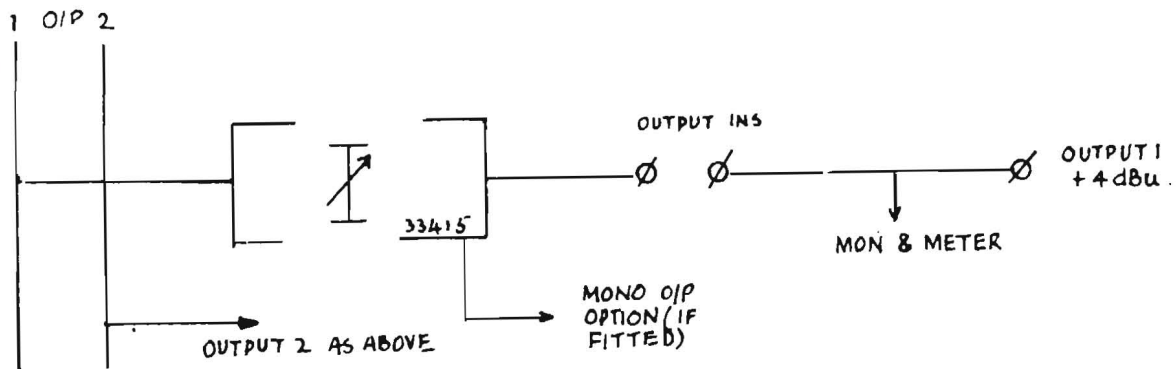 1 O/P 2
OUTPUT INS
OUTPUT 1
+4dBu.
33415
MON & METER
MONO O/P
OPTION (IF
FITTED)
OUTPUT 2 AS ABOVE